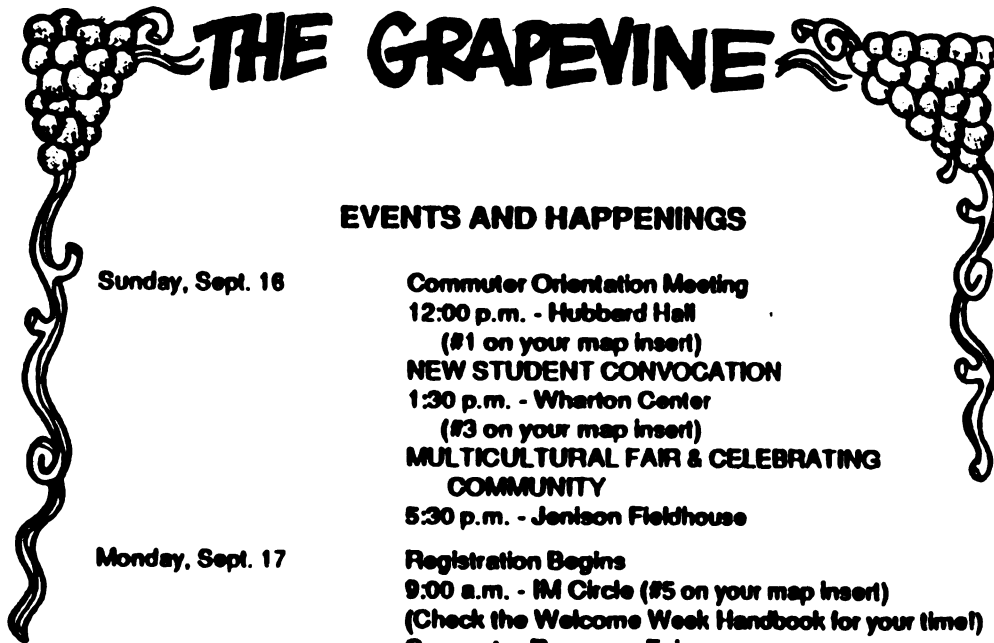 THE GRAPEVINE
EVENTS AND HAPPENINGS
Sunday, Sept. 16
Commuter Orientation Meeting
12:00 p.m. - Hubbard Hall
(#1 on your map insert)
NEW STUDENT CONVOCATION
1:30 p.m. - Wharton Center
(#3 on your map insert)
MULTICULTURAL FAIR & CELEBRATING
COMMUNITY
5:30 p.m. - Jenison Fieldhouse
Monday, Sept. 17
Registration Begins
9:00 a.m. - IM Circle (#5 on your map insert)
(Check the Welcome Week Handbook for your time!)